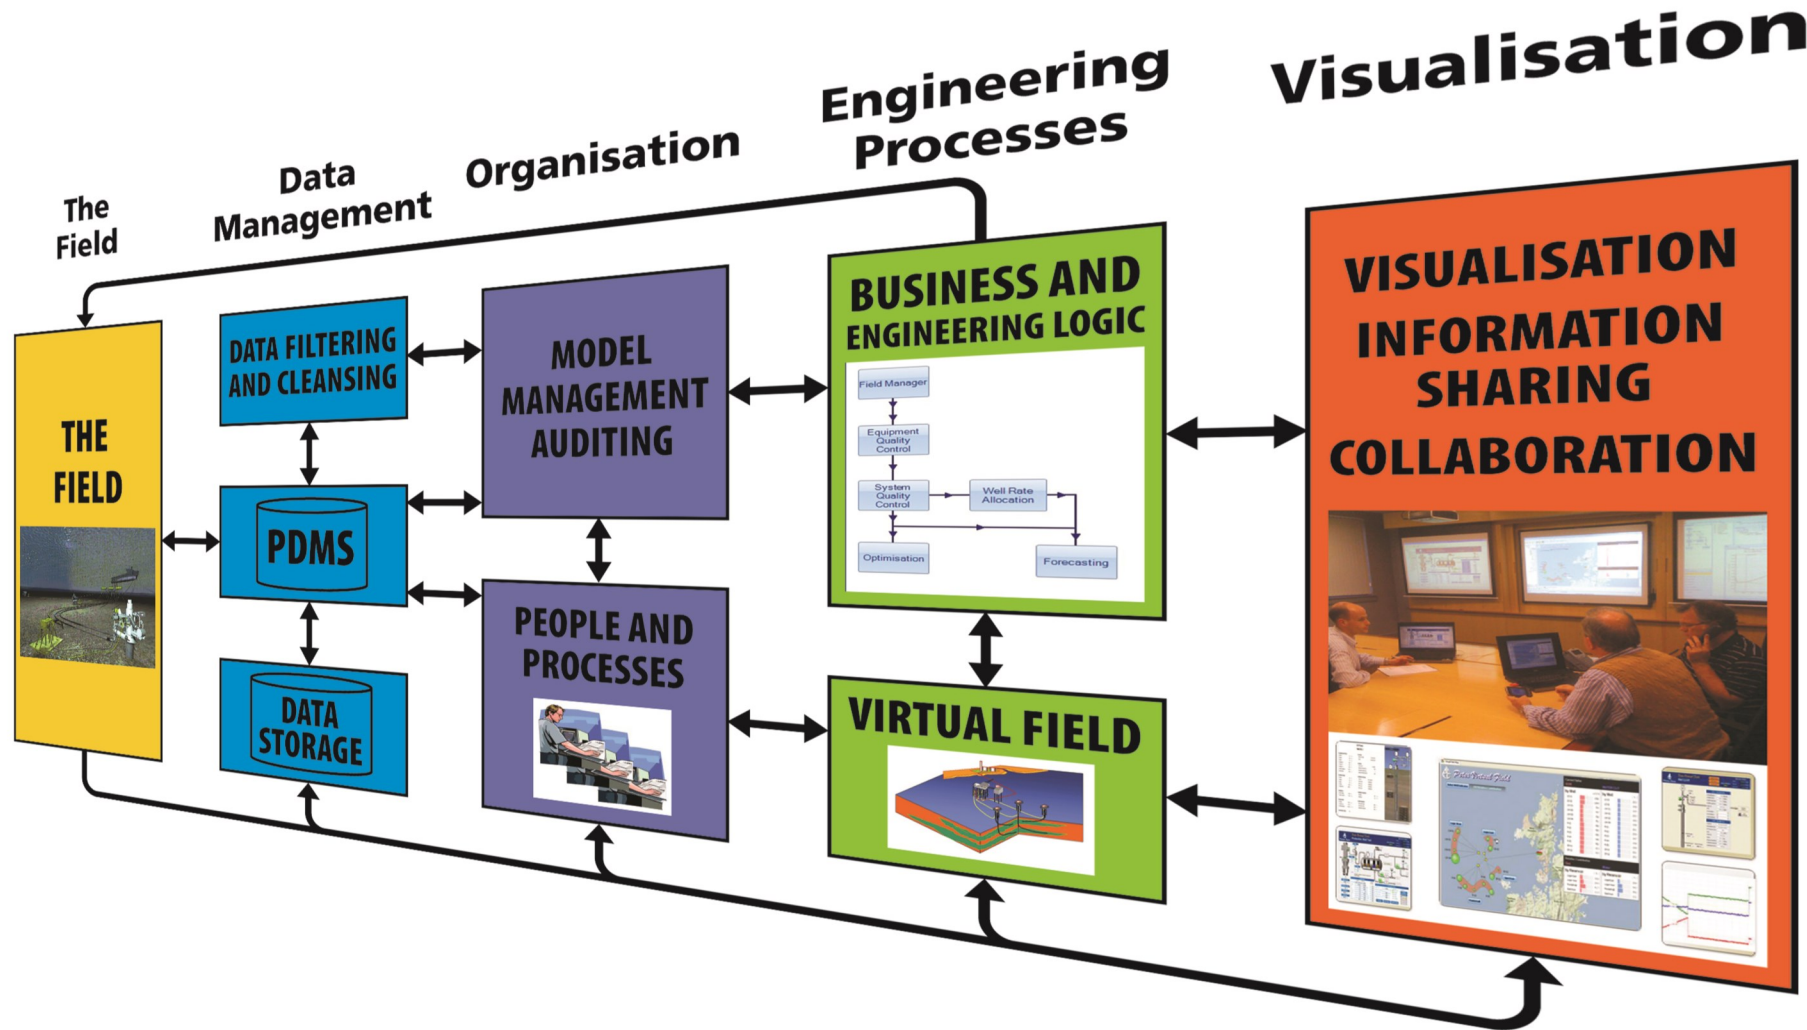 Visualisation
Engineering
Processes
Organisation
Data
Management
The
Field
THE
FIELD
DATA FILTERING
AND CLEANSING
PDMS
DATA
STORAGE
MODEL
MANAGEMENT
AUDITING
PEOPLE AND
PROCESSES
BUSINESS AND
ENGINEERING LOGIC
Field Manager
Equipment
Quality
Control
System
Quality
Control
Well Rate
Allocation
Optimisation
Forecasting
VIRTUAL FIELD
VISUALISATION
INFORMATION
SHARING
COLLABORATION